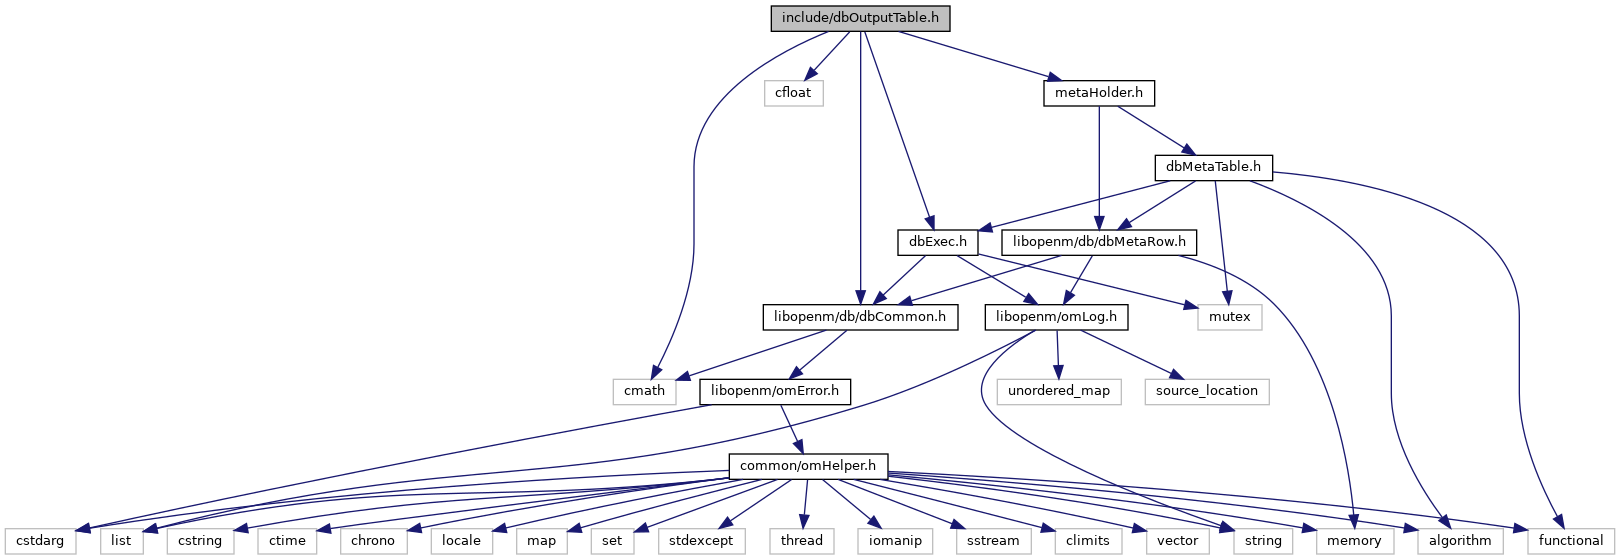 include/dbOutputTable.h
cfloat
metaHolder.h
dbMetaTable.h
dbExec.h
libopenm/db/dbMetaRow.h
libopenm/db/dbCommon.h
libopenm/omLog.h
mutex
cmath
libopenm/omError.h
unordered_map
source_location
common/omHelper.h
cstdarg
list
cstring
ctime
chrono
locale
map
set
stdexcept
thread
iomanip
sstream
climits
vector
string
memory
algorithm
functional